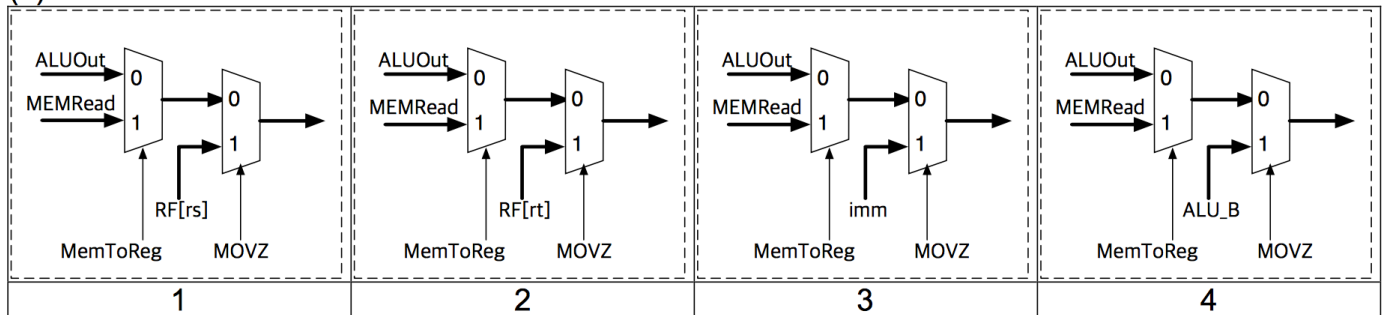 ALUOut
0
MEMRead
1
0
1
RF[rs]
MemToReg
MOVZ
1
ALUOut
0
MEMRead
1
0
1
RF[rt]
MemToReg
MOVZ
2
ALUOut
0
MEMRead
1
0
1
imm
MemToReg
MOVZ
3
ALUOut
0
MEMRead
1
0
1
ALU_B
MemToReg
MOVZ
4